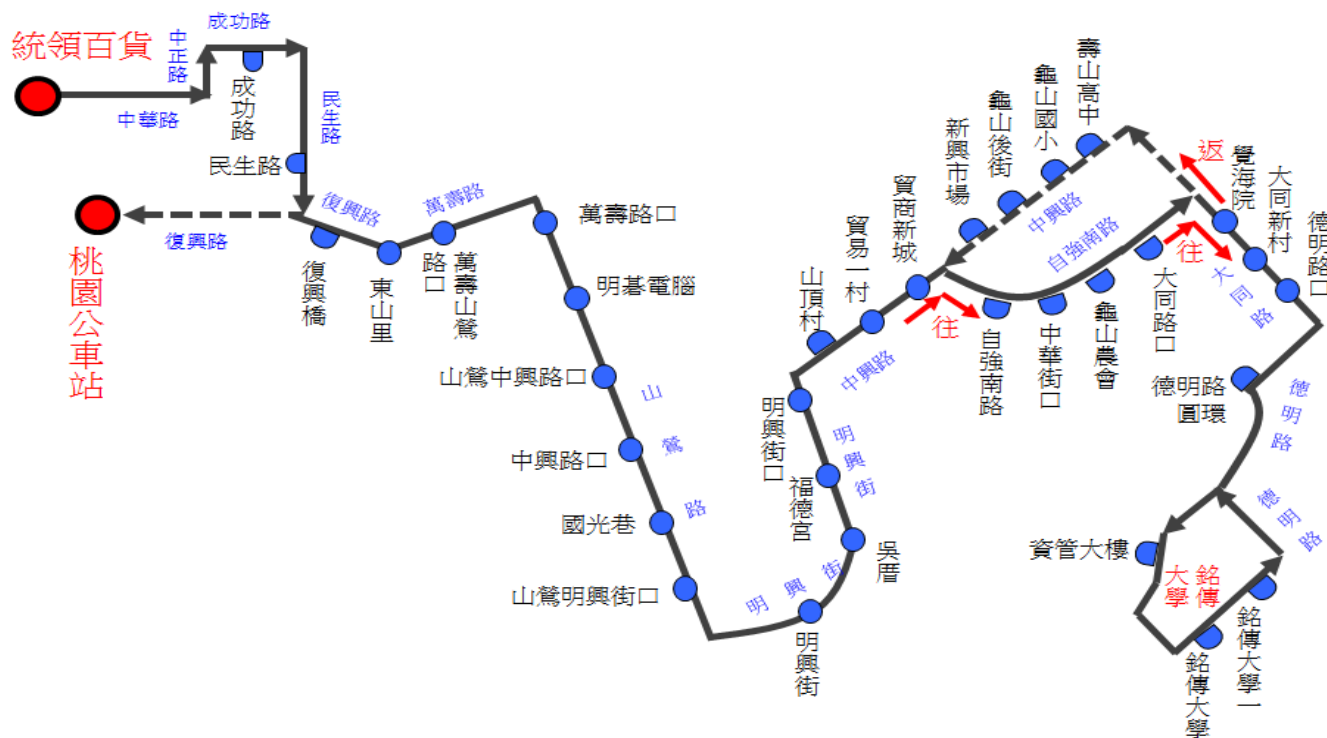 統領百貨
中華路
中正路
成功路
成功路
民生路
民生路
桃園公車站
復興路
復興路
復興橋
東山里
萬壽路
萬壽山鶯
路口
萬壽路口
明碁電腦
山鶯中興路口
中興路口
國光巷
山鶯明興街口
山鶯路
明興街
明興街
吳厝
福德宮
明興街口
明興街
山頂村
中興路
貿易一村
貿商新城
往
新興市場
龜山後街
龜山國小
壽山高中
中興路
自強南路
自強南路
中華街口
龜山農會
大同路口
往
返
覺海院
大同新村
德明路口
大同路
德明路
圓環
德明路
德明路
資管大樓
銘傳
大學
銘傳大學一
銘傳大學